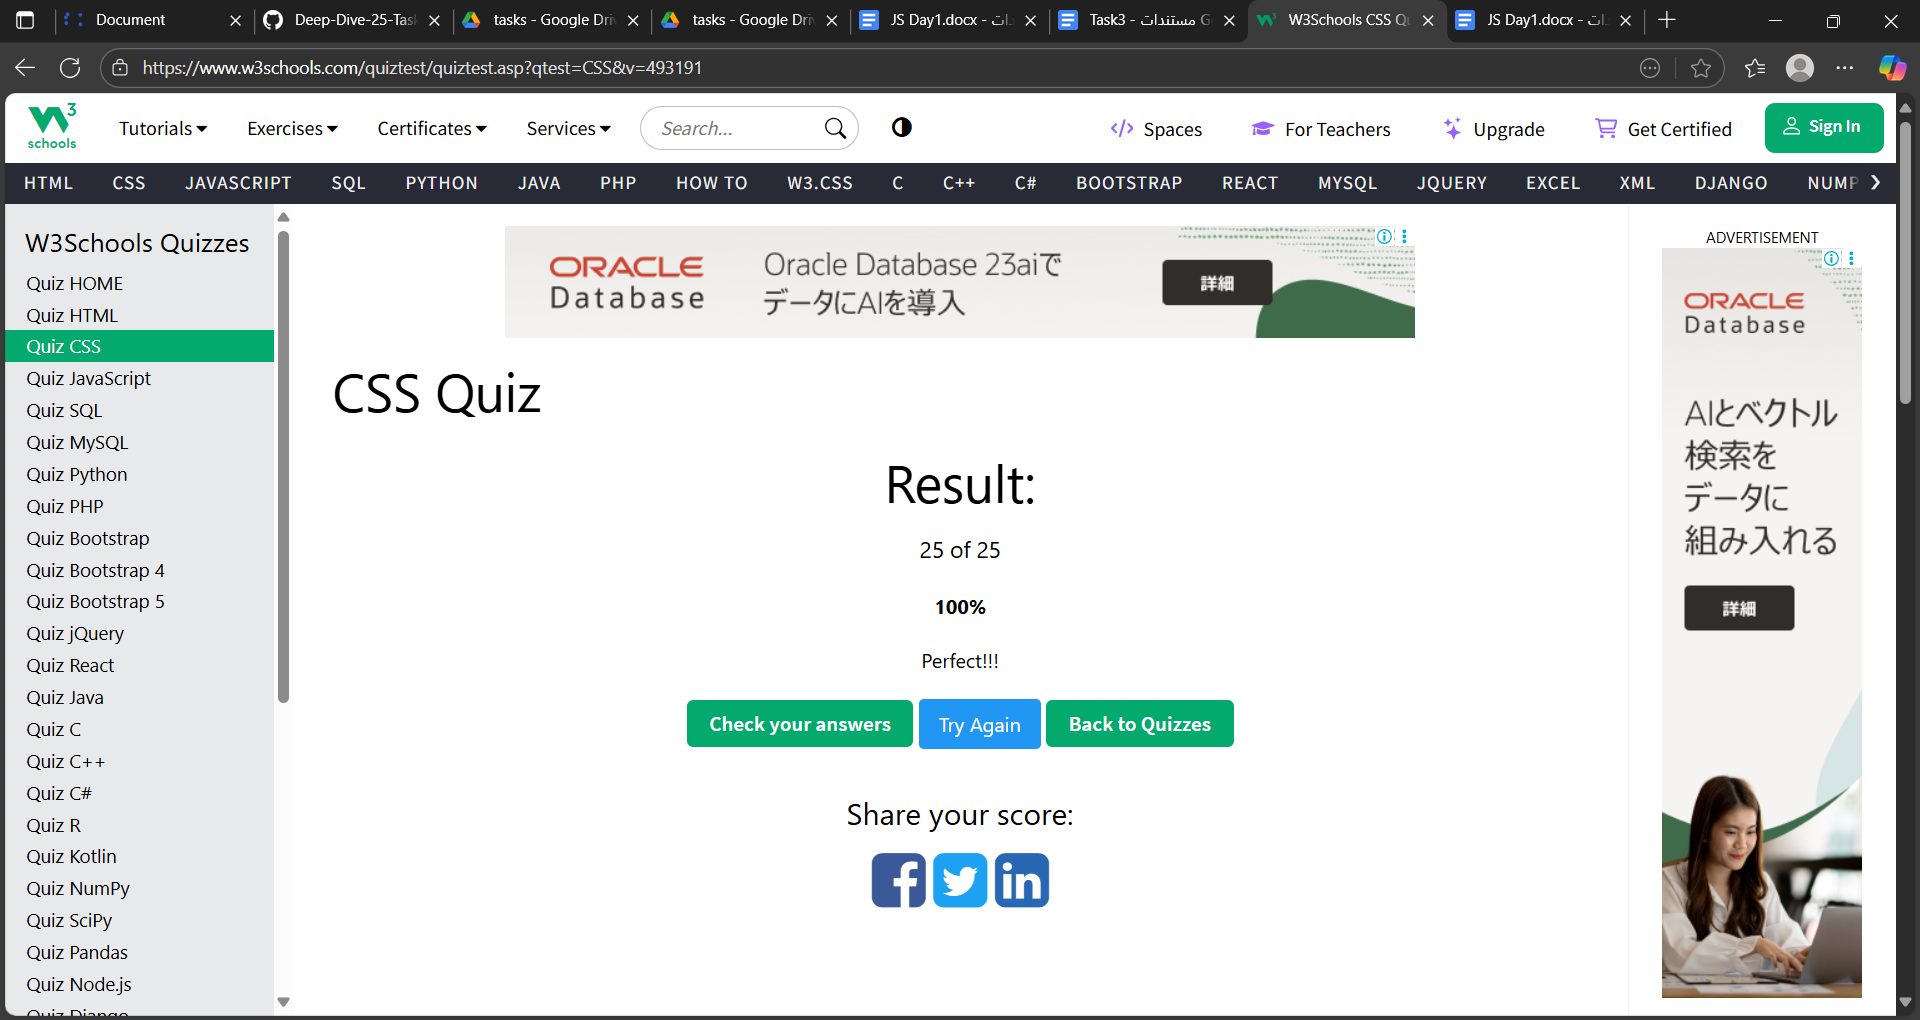 Document
Deep-Dive-25-Tas
tasks - Google Dri
tasks - Google Dri
JS Day1.docx - ات
Task3 - مستندات G
W3Schools CSS Q
JS Day1.docx - ات
https://www.w3schools.com/quiztest/quiztest.asp?qtest=CSS&v=493191
W3
schools
Tutorials
Exercises
Certificates
Services
Search...
Spaces
For Teachers
Upgrade
Get Certified
Sign In
HTML
CSS
JAVASCRIPT
SQL
PYTHON
JAVA
PHP
HOW TO
W3.CSS
C
C++
C#
BOOTSTRAP
REACT
MYSQL
JQUERY
EXCEL
XML
DJANGO
NUMP
W3Schools Quizzes
Quiz HOME
Quiz HTML
Quiz CSS
Quiz JavaScript
Quiz SQL
Quiz MySQL
Quiz Python
Quiz PHP
Quiz Bootstrap
Quiz Bootstrap 4
Quiz Bootstrap 5
Quiz jQuery
Quiz React
Quiz Java
Quiz C
Quiz C++
Quiz C#
Quiz R
Quiz Kotlin
Quiz NumPy
Quiz SciPy
Quiz Pandas
Quiz Node.js
Quiz Django
ORACLE
Database
Oracle Database 23aiで
データにAIを導入
詳細
CSS Quiz
Result:
25 of 25
100%
Perfect!!!
Check your answers
Try Again
Back to Quizzes
Share your score:
ADVERTISEMENT
ORACLE
Database
AIとベクトル
検索を
データに
組み入れる
詳細